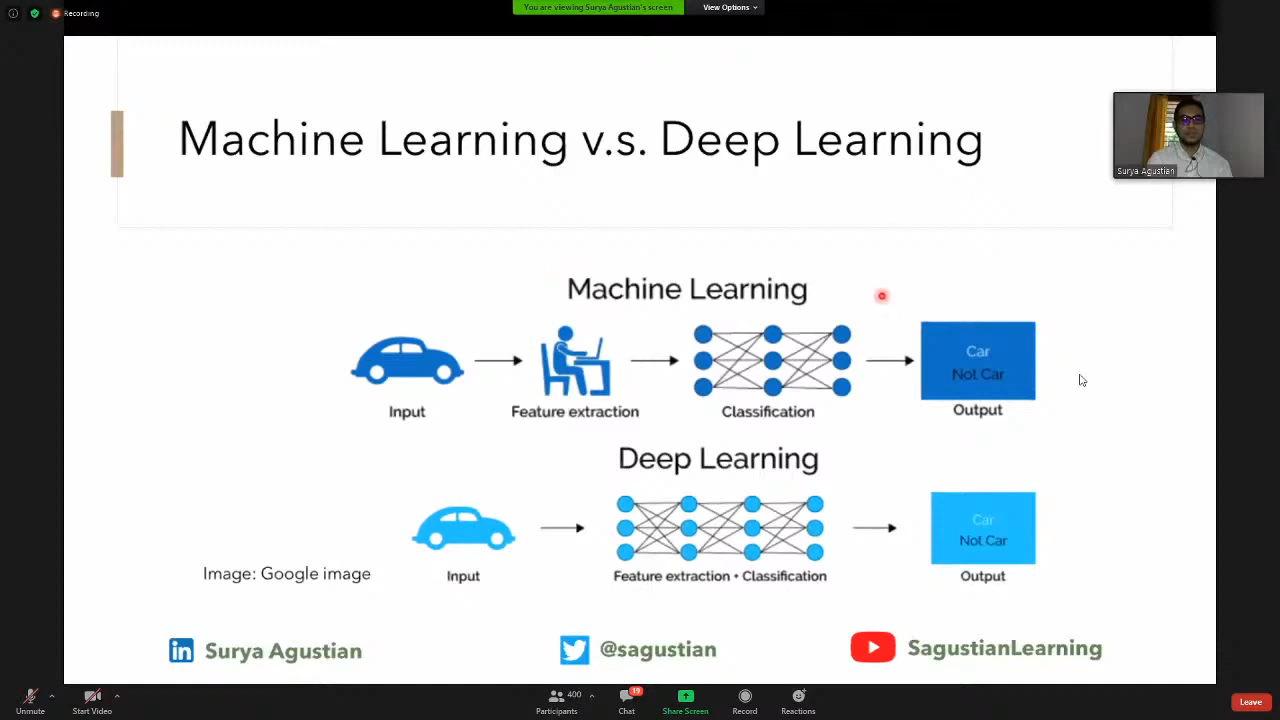 Recording
You are viewing Surya Agustian's screen
View Options
Machine Learning v.s. Deep Learning
Surya Agustian
Machine Learning
Car
Not Car
Input
Feature extraction
Classification
Output
Deep Learning
Car
Not Car
Input
Feature extraction + Classification
Output
Image: Google image
in Surya Agustian
@sagustian
SagustianLearning
Unmute
Start Video
400
Participants
19
Chat
Share Screen
Record
Reactions
Leave